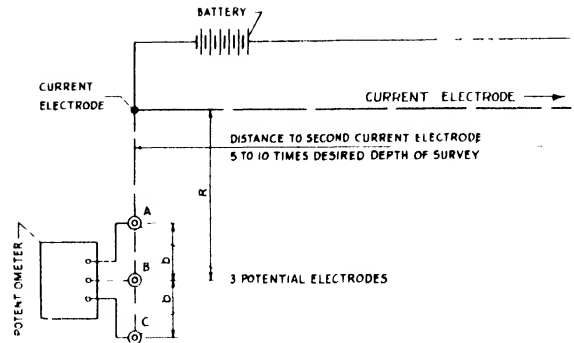 BATTERY
CURRENT
ELECTRODE
CURRENT ELECTRODE
DISTANCE TO SECOND CURRENT ELECTRODE
5 TO 10 TIMES DESIRED DEPTH OF SURVEY
R
A
b
B
3 POTENTIAL ELECTRODES
b
C
POTENTIOMETER